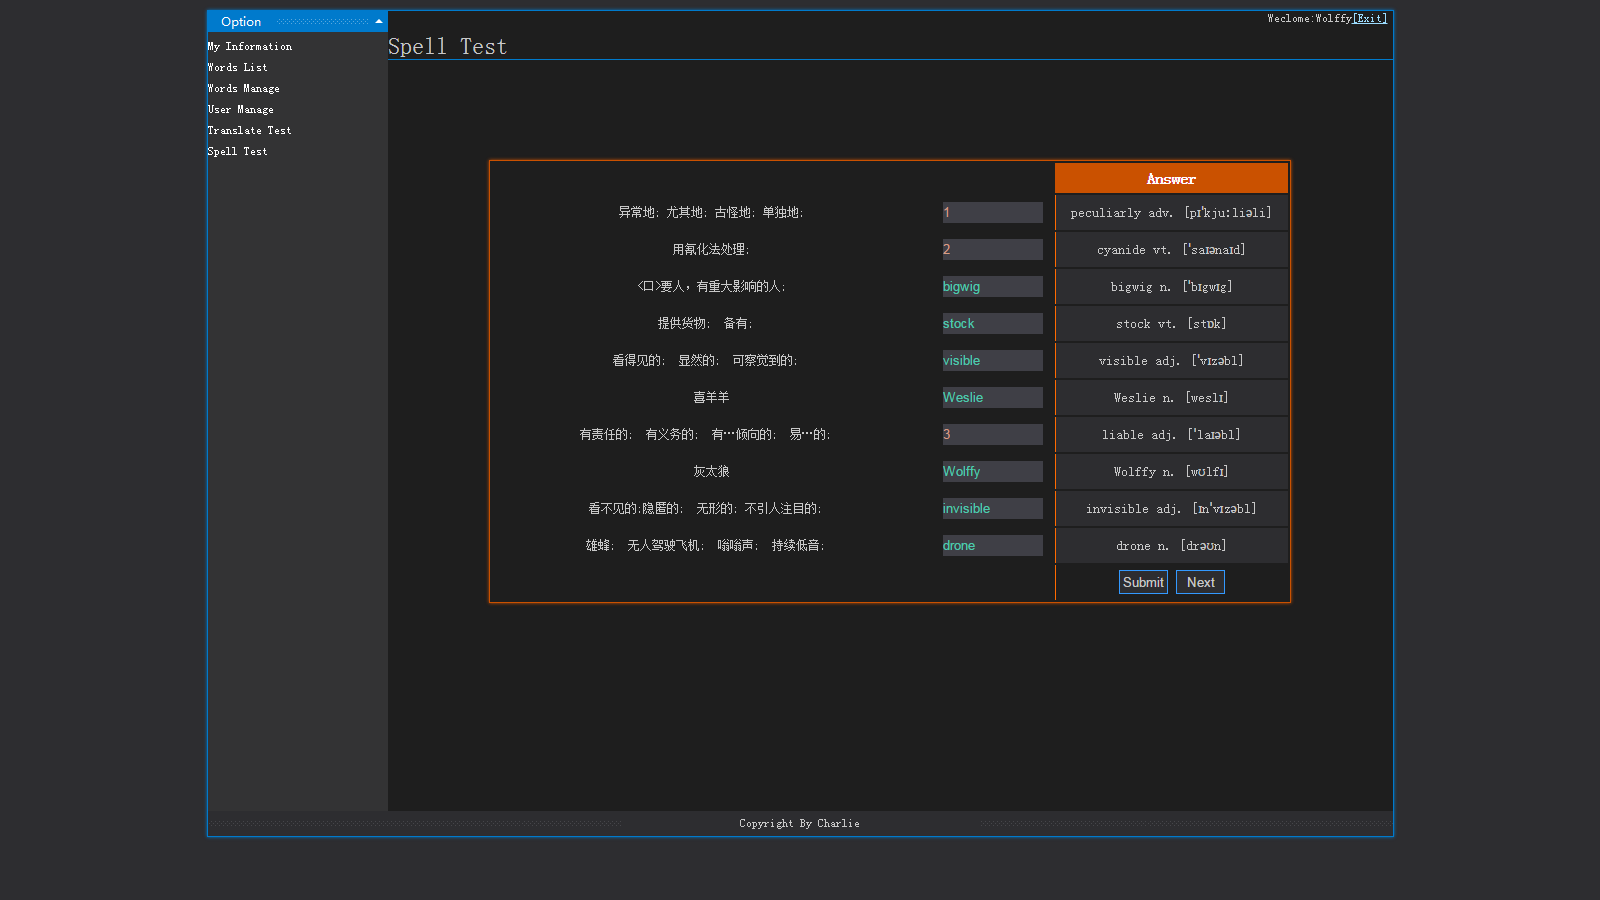 Option
Weclome:Wolffy[Exit]
My Information
Words List
Words Manage
User Manage
Translate Test
Spell Test
Spell Test
Answer
异常地；尤其地；古怪地；单独地； 1 peculiarly adv. [pɪ'kju:liəli]
用氰化法处理； 2 cyanide vt. ['saɪənaɪd]
<口>要人，有重大影响的人； bigwig bigwig n. ['bɪgwɪg]
提供货物； 备有； stock stock vt. [stɒk]
看得见的； 显然的； 可察觉到的； visible visible adj. ['vɪzəbl]
喜羊羊 Weslie Weslie n. [weslɪ]
有责任的； 有义务的； 有…倾向的； 易…的； 3 liable adj. ['laɪəbl]
灰太狼 Wolffy Wolffy n. [wʊlfɪ]
看不见的;隐匿的； 无形的；不引人注目的； invisible invisible adj. [ɪn'vɪzəbl]
雄蜂； 无人驾驶飞机； 嗡嗡声； 持续低音； drone drone n. [drəʊn]
Submit Next
Copyright By Charlie